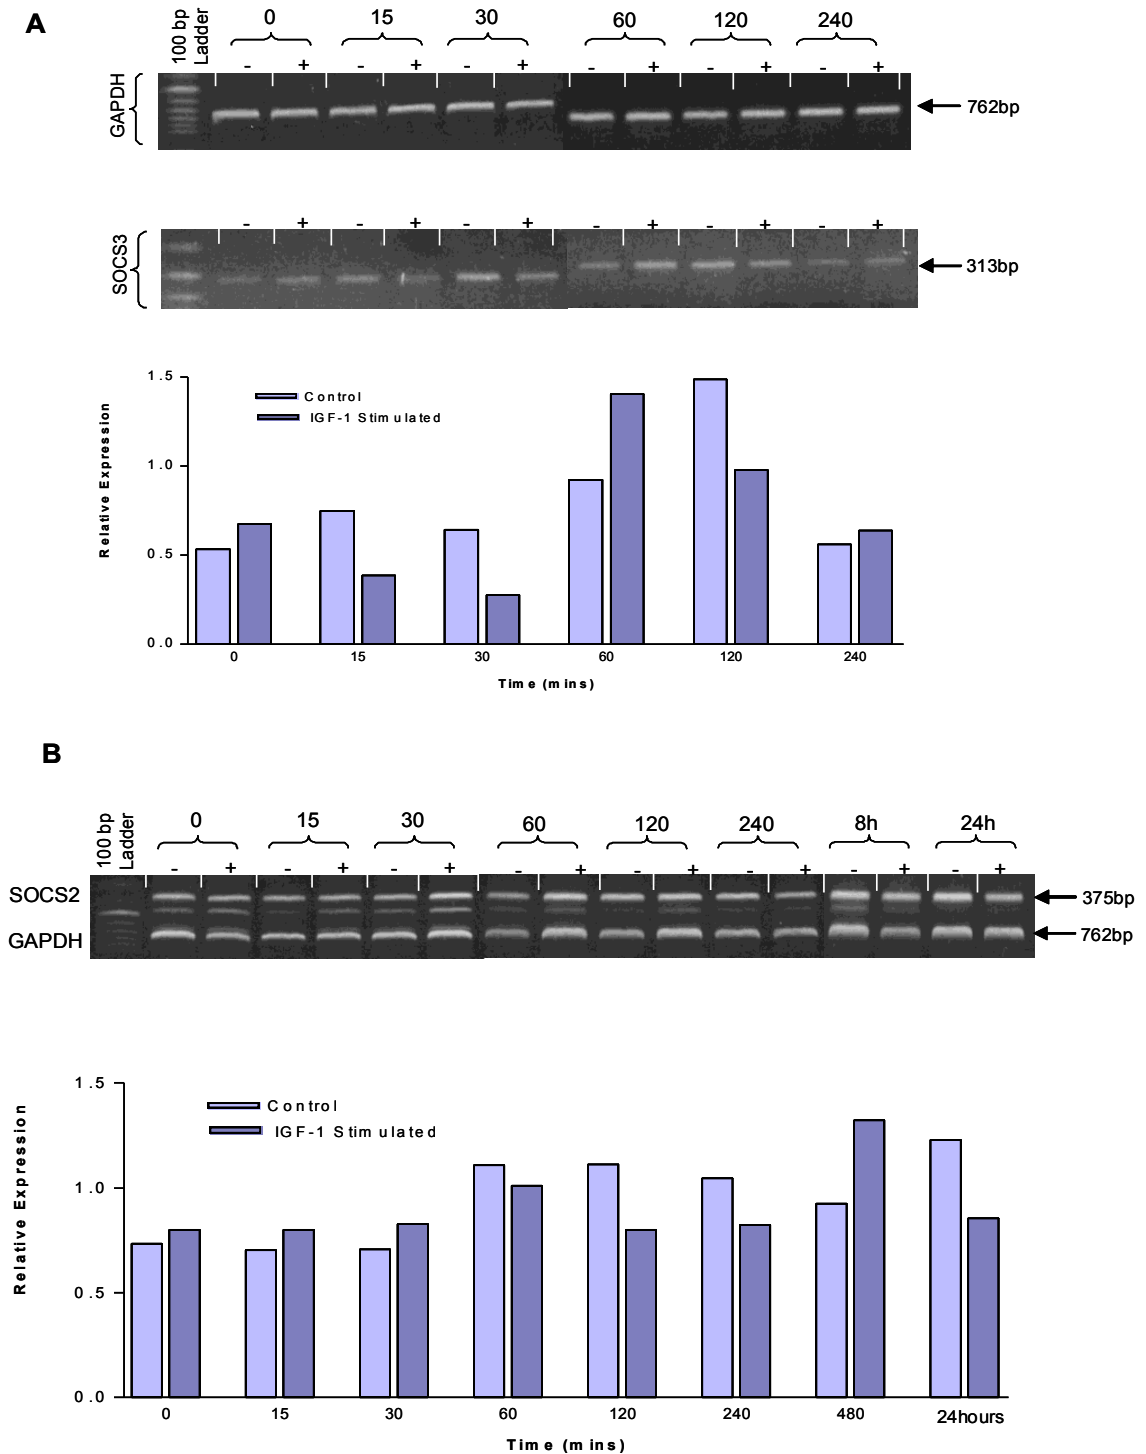 A
100 bp
Ladder
0 15 30 60 120 240
- + - + - + - + - + - +
GAPDH
762bp
- + - + - + - + - + - +
SOCS3
313bp
1.5
1.0
0.5
0.0
Relative Expression
Control
IGF-1 Stimulated
0 15 30 60 120 240
Time (mins)
B
100 bp
Ladder
0 15 30 60 120 240 8h 24h
- + - + - + - + - + - + - + - +
SOCS2
375bp
GAPDH
762bp
1.5
1.0
0.5
0.0
Relative Expression
Control
IGF-1 Stimulated
0 15 30 60 120 240 480 24hours
Time (mins)